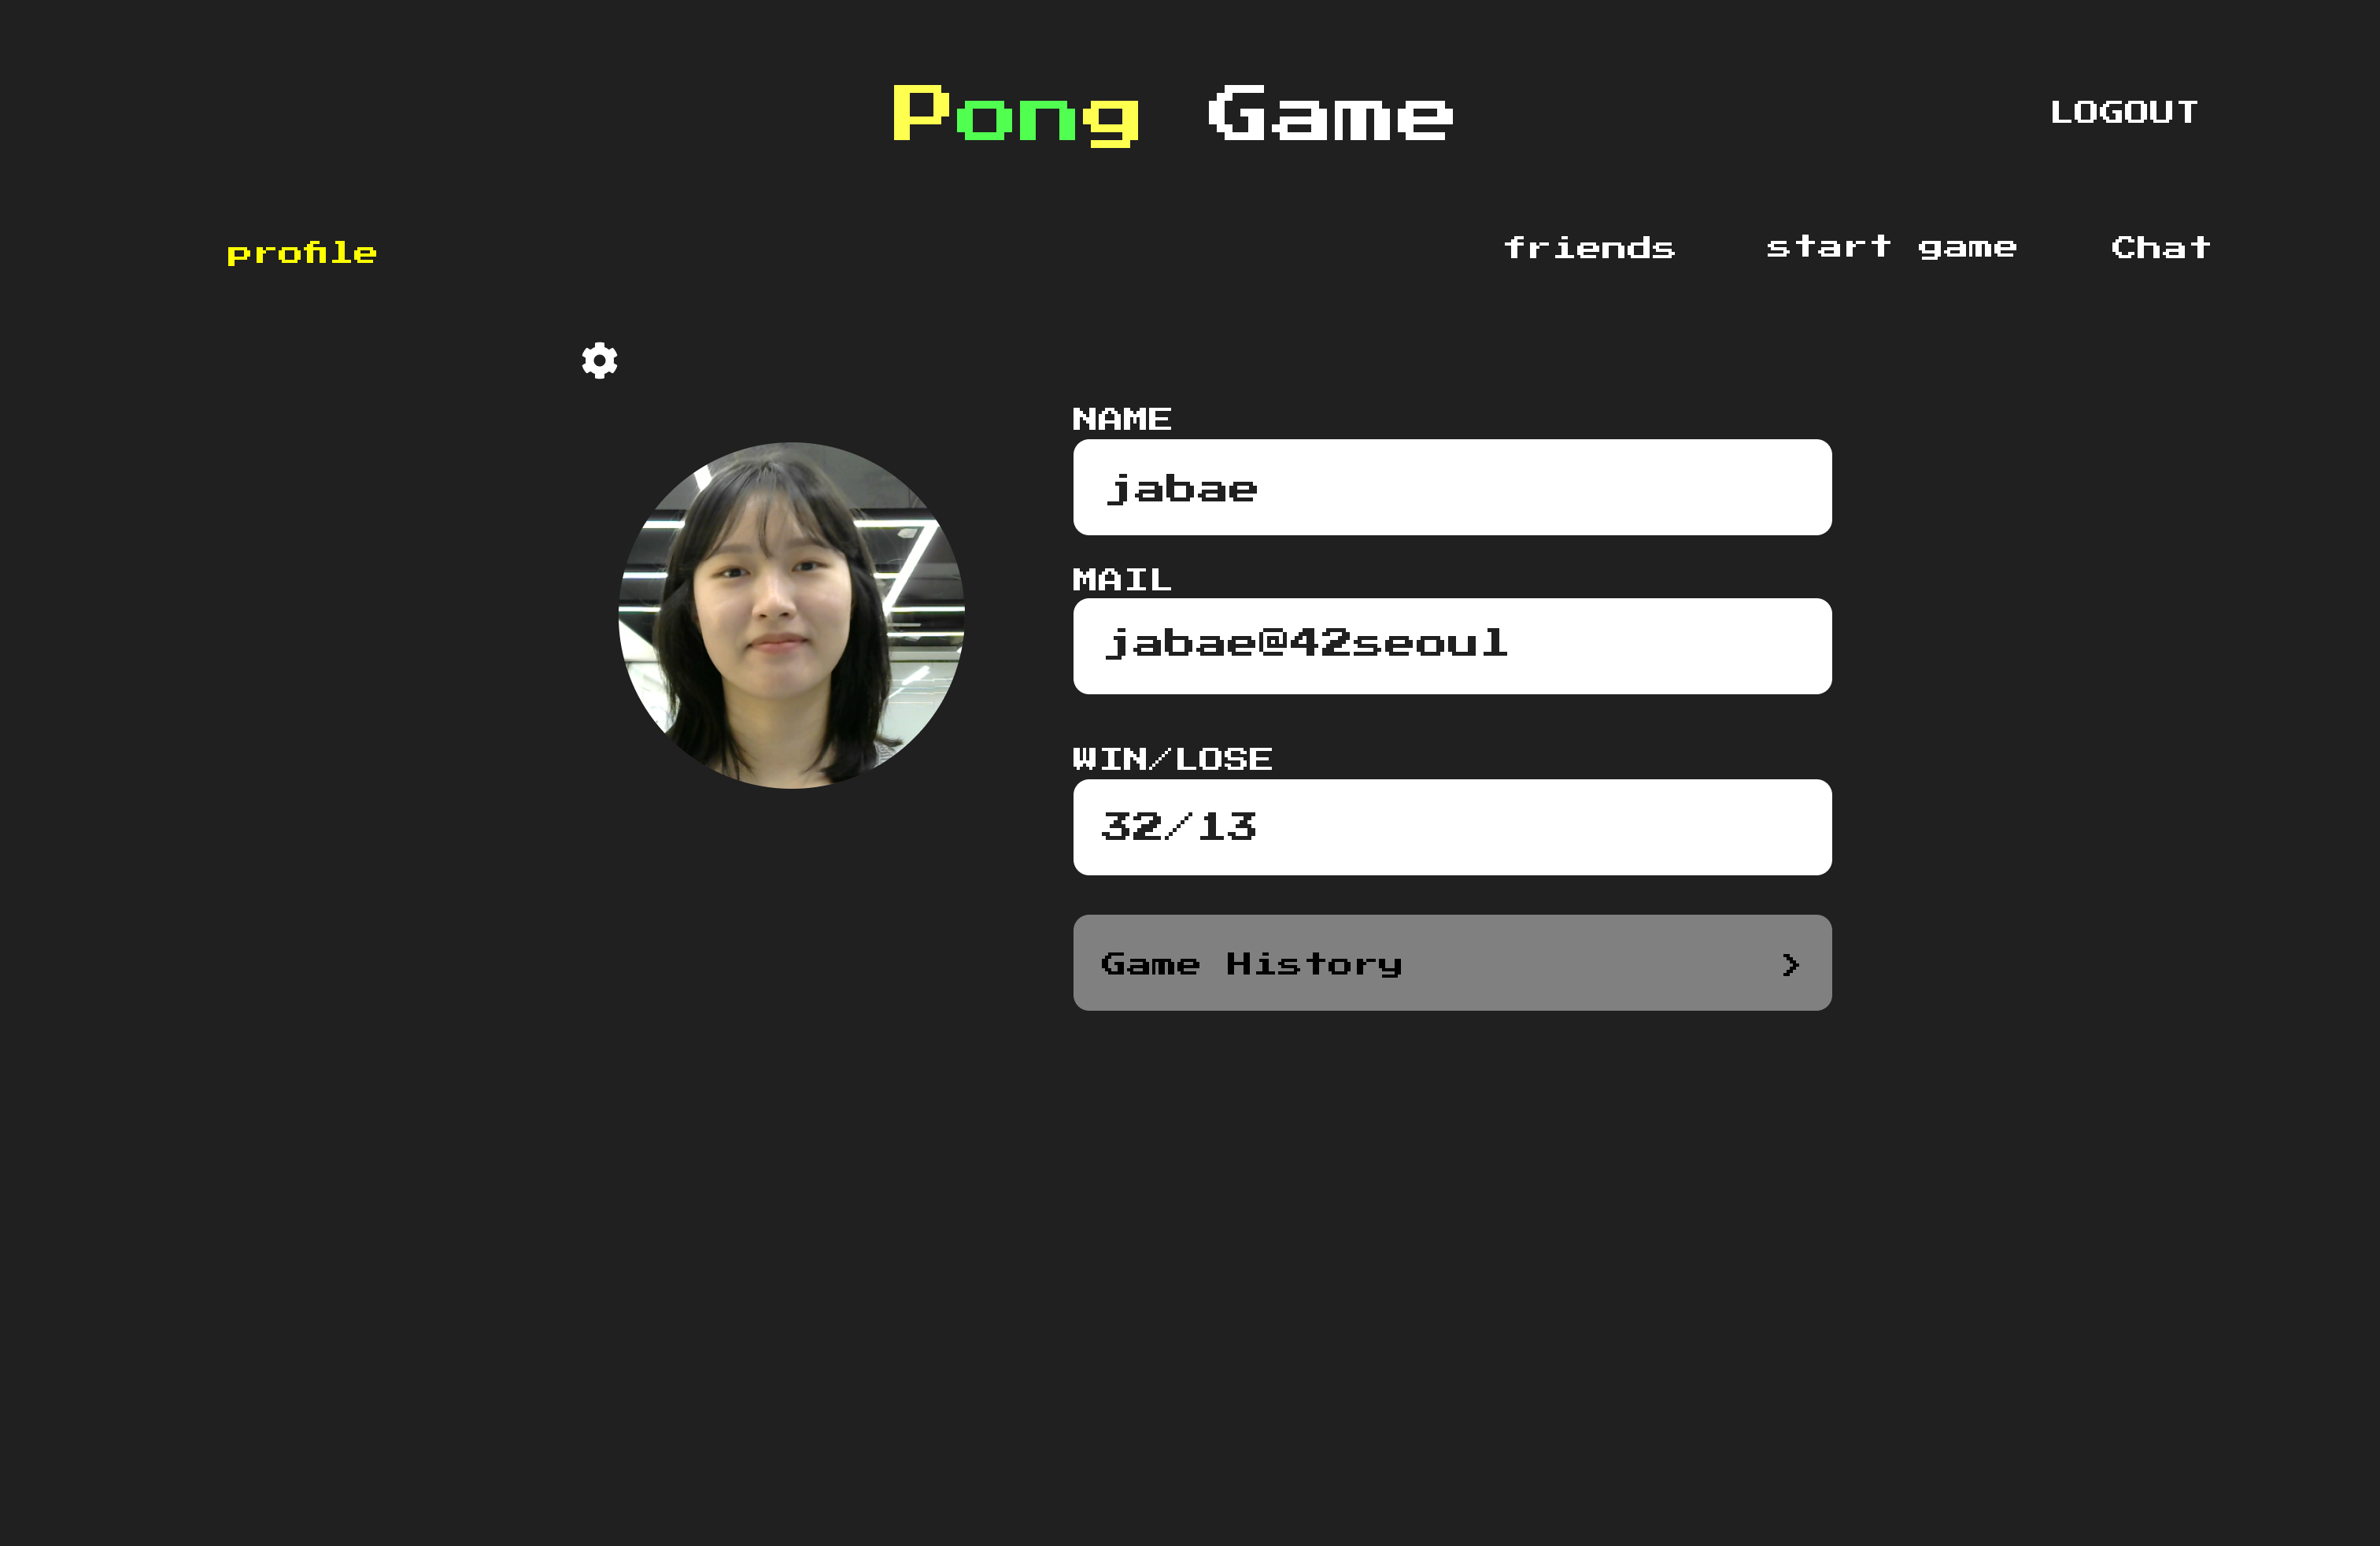 Pong Game
LOGOUT
profile
friends
start game
Chat
NAME
jabae
MAIL
jabae@42seoul
WIN/LOSE
32/13
Game History >